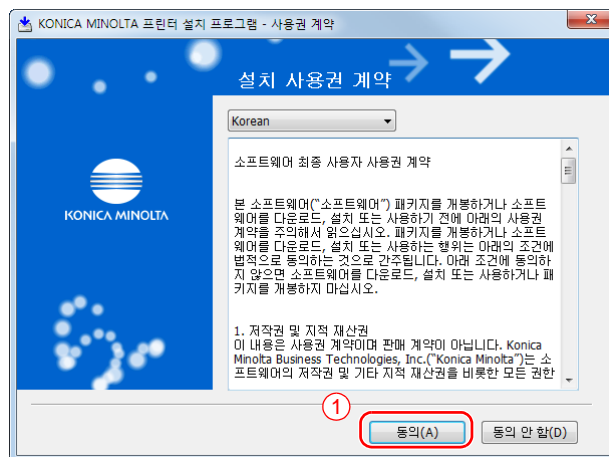 KONICA MINOLTA 프린터 설치 프로그램 - 사용권 계약
설치 사용권 계약
Korean
KONICA MINOLTA
소프트웨어 최종 사용자 사용권 계약
본 소프트웨어("소프트웨어") 패키지를 개봉하거나 소프트
웨어를 다운로드, 설치 또는 사용하기 전에 아래의 사용권
계약을 주의해서 읽으십시오. 패키지를 개봉하거나 소프트
웨어를 다운로드, 설치 또는 사용하는 행위는 아래의 조건에
법적으로 동의하는 것으로 간주됩니다. 아래 조건에 동의하
지 않으면 소프트웨어를 다운로드, 설치 또는 사용하거나 패
키지를 개봉하지 마십시오.
1. 저작권 및 지적 재산권
이 내용은 사용권 계약이며 판매 계약이 아닙니다. Konica
Minolta Business Technologies, Inc.("Konica Minolta")는 소
프트웨어의 저작권 및 기타 지적 재산권을 비롯한 모든 권한
1
동의(A)
동의 안 함(D)